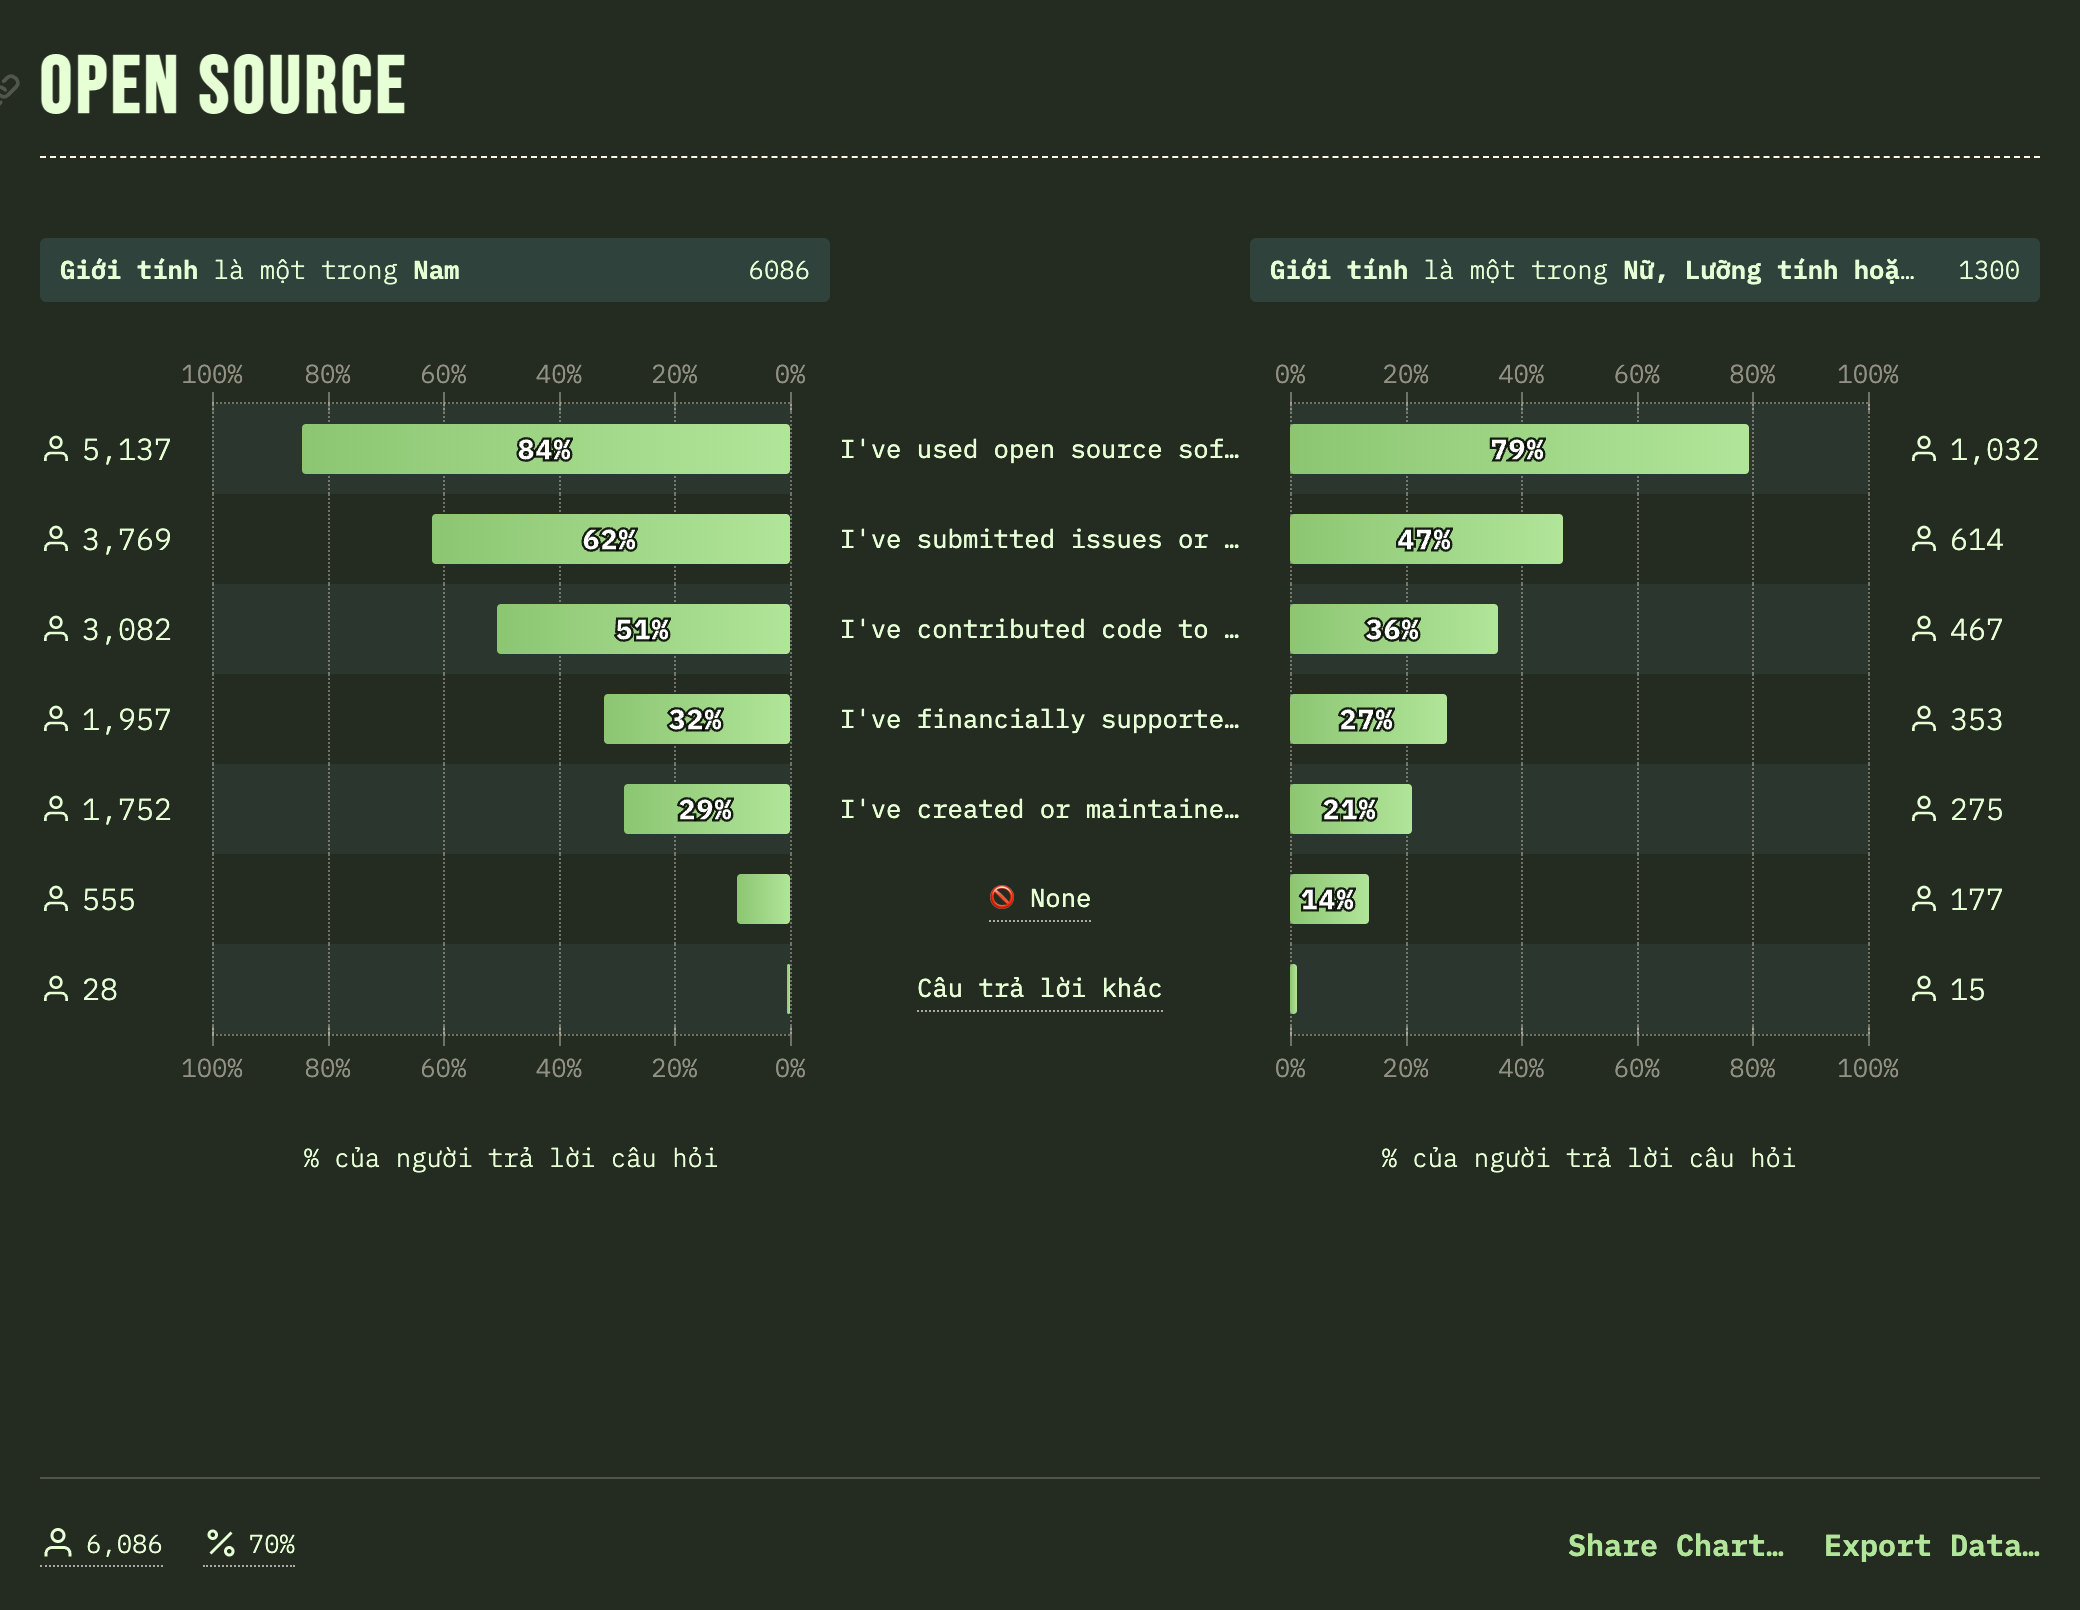 OPEN SOURCE
Giới tính là một trong Nam 6086
Giới tính là một trong Nữ, Lưỡng tính hoặ… 1300
100% 80% 60% 40% 20% 0%
0% 20% 40% 60% 80% 100%
5,137 84% I've used open source sof… 79% 1,032
3,769 62% I've submitted issues or … 47% 614
3,082 51% I've contributed code to … 36% 467
1,957 32% I've financially supporte… 27% 353
1,752 29% I've created or maintaine… 21% 275
555 None 14% 177
28 Câu trả lời khác 15
100% 80% 60% 40% 20% 0%
0% 20% 40% 60% 80% 100%
% của người trả lời câu hỏi
% của người trả lời câu hỏi
6,086 70%
Share Chart… Export Data…